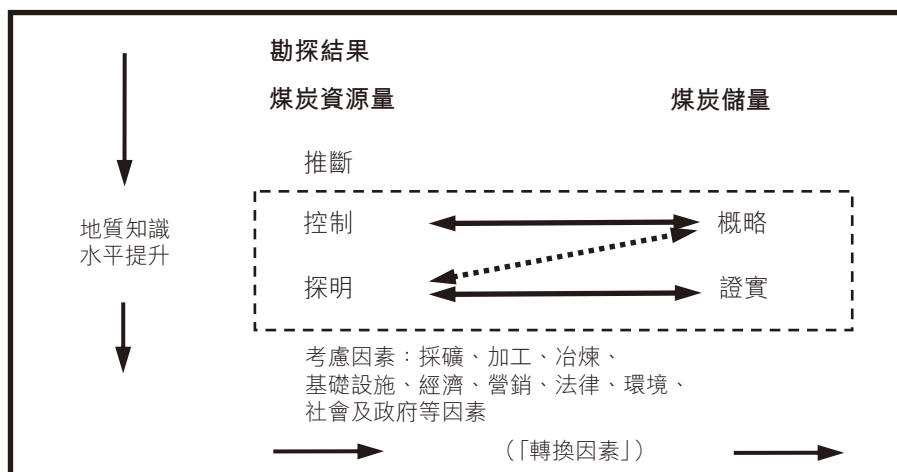 勘探結果
煤炭資源量 煤炭儲量
推斷
控制 概略
地質知識
水平提升
探明 證實
考慮因素：採礦、加工、冶煉、
基礎設施、經濟、營銷、法律、環境、
社會及政府等因素
（「轉換因素」）